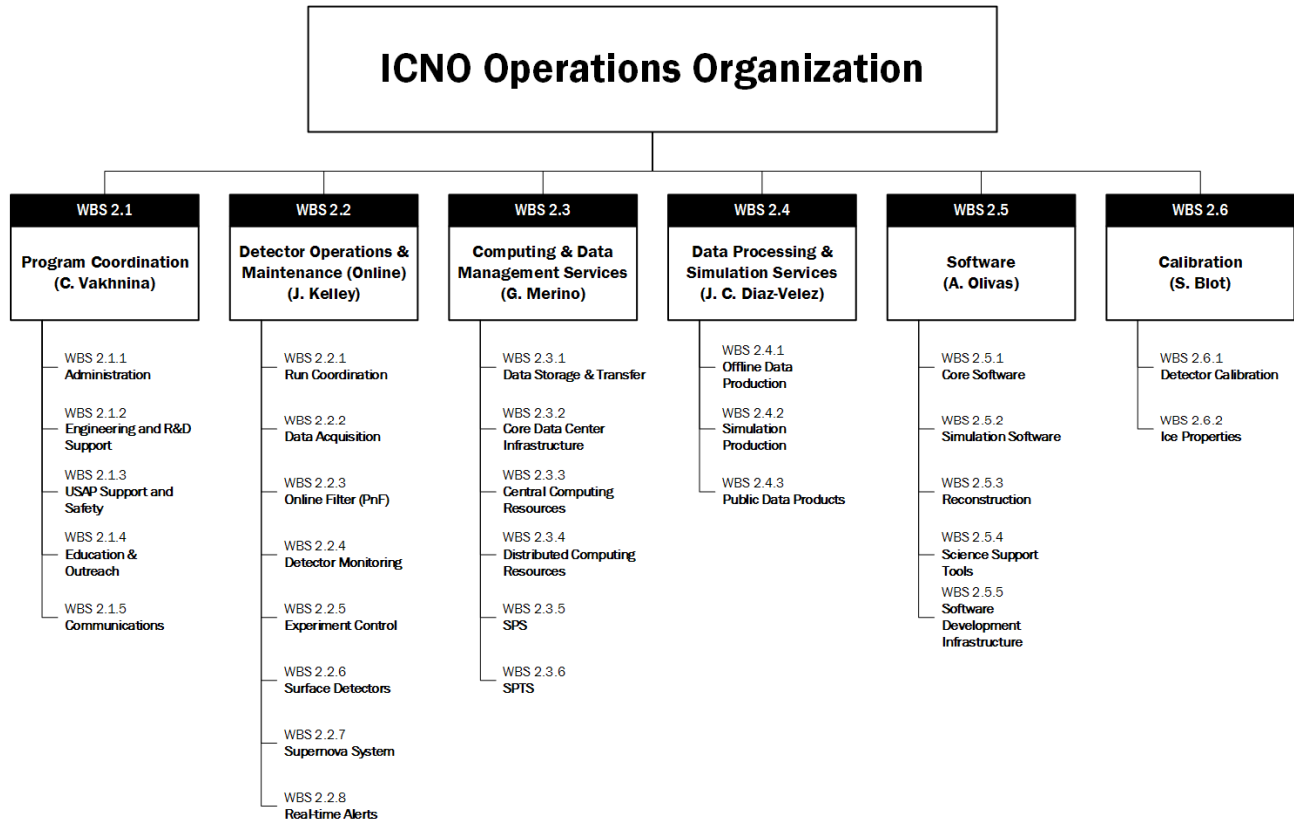 ICNO Operations Organization
WBS 2.1
Program Coordination
(C. Vakhnina)
WBS 2.1.1
Administration
WBS 2.1.2
Engineering and R&D
Support
WBS 2.1.3
USAP Support and
Safety
WBS 2.1.4
Education &
Outreach
WBS 2.1.5
Communications
WBS 2.2
Detector Operations &
Maintenance (Online)
(J. Kelley)
WBS 2.2.1
Run Coordination
WBS 2.2.2
Data Acquisition
WBS 2.2.3
Online Filter (PnF)
WBS 2.2.4
Detector Monitoring
WBS 2.2.5
Experiment Control
WBS 2.2.6
Surface Detectors
WBS 2.2.7
Supernova System
WBS 2.2.8
Real-time Alerts
WBS 2.3
Computing & Data
Management Services
(G. Merino)
WBS 2.3.1
Data Storage & Transfer
WBS 2.3.2
Core Data Center
Infrastructure
WBS 2.3.3
Central Computing
Resources
WBS 2.3.4
Distributed Computing
Resources
WBS 2.3.5
SPS
WBS 2.3.6
SPTS
WBS 2.4
Data Processing &
Simulation Services
(J. C. Diaz-Velez)
WBS 2.4.1
Offline Data
Production
WBS 2.4.2
Simulation
Production
WBS 2.4.3
Public Data Products
WBS 2.5
Software
(A. Olivas)
WBS 2.5.1
Core Software
WBS 2.5.2
Simulation Software
WBS 2.5.3
Reconstruction
WBS 2.5.4
Science Support
Tools
WBS 2.5.5
Software
Development
Infrastructure
WBS 2.6
Calibration
(S. Blot)
WBS 2.6.1
Detector Calibration
WBS 2.6.2
Ice Properties